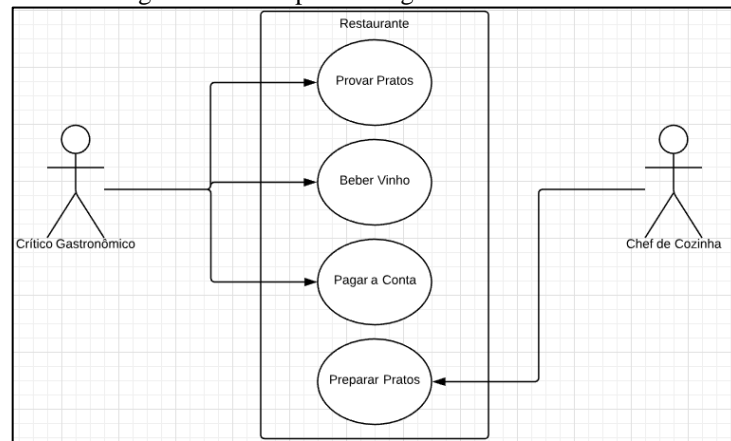 Restaurante
Provar Pratos
Beber Vinho
Crítico Gastronômico
Chef de Cozinha
Pagar a Conta
Preparar Pratos